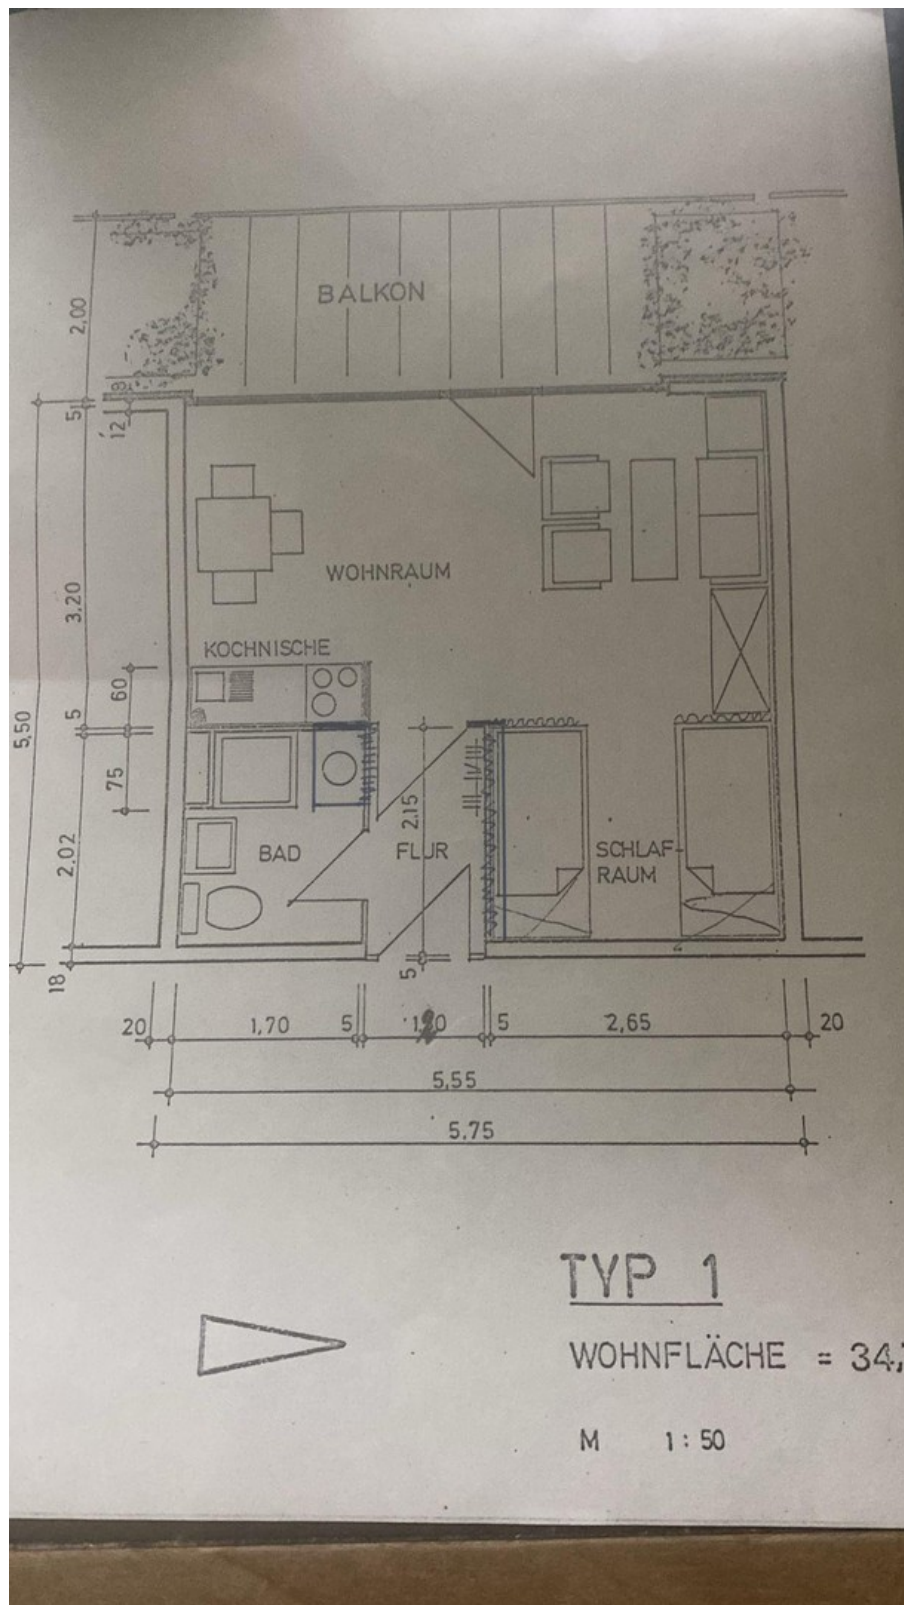 BALKON
2,00
8
5
12
WOHNRAUM
3.20
KOCHNISCHE
60
5
5,50
75
2,15
2,02
BAD
FLUR
SCHLAF-
RAUM
5
18
20
1,70
5
5
2,65
20
5,55
5,75
TYP 1
WOHNFLÄCHE = 34,
M 1:50